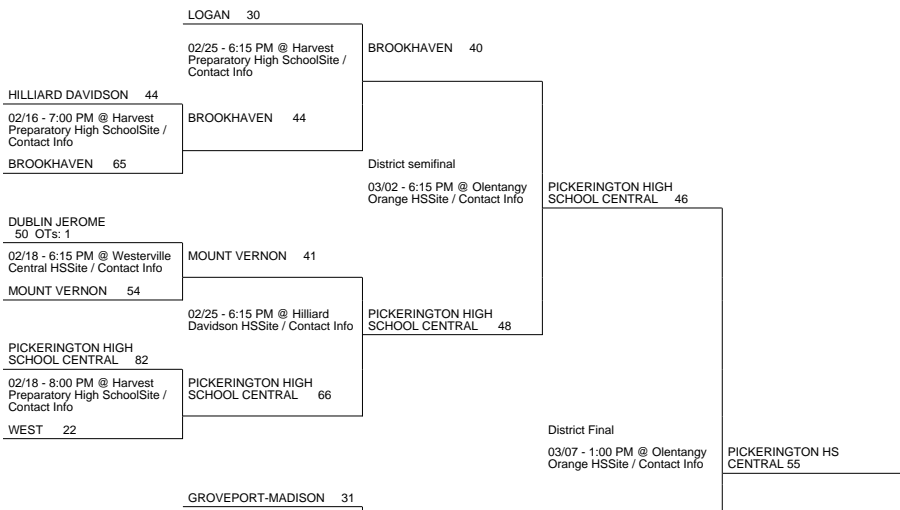 LOGAN 30
02/25 - 6:15 PM @ Harvest
Preparatory High SchoolSite /
Contact Info
BROOKHAVEN 40
HILLIARD DAVIDSON 44
02/16 - 7:00 PM @ Harvest
Preparatory High SchoolSite /
Contact Info
BROOKHAVEN 44
BROOKHAVEN 65
District semifinal
03/02 - 6:15 PM @ Olentangy
Orange HSSite / Contact Info
PICKERINGTON HIGH
SCHOOL CENTRAL 46
DUBLIN JEROME
50 OTs: 1
02/18 - 6:15 PM @ Westerville
Central HSSite / Contact Info
MOUNT VERNON 41
MOUNT VERNON 54
02/25 - 6:15 PM @ Hilliard
Davidson HSSite / Contact Info
PICKERINGTON HIGH
SCHOOL CENTRAL 48
PICKERINGTON HIGH
SCHOOL CENTRAL 82
02/18 - 8:00 PM @ Harvest
Preparatory High SchoolSite /
Contact Info
PICKERINGTON HIGH
SCHOOL CENTRAL 66
WEST 22
District Final
03/07 - 1:00 PM @ Olentangy
Orange HSSite / Contact Info
PICKERINGTON HS
CENTRAL 55
GROVEPORT-MADISON 31